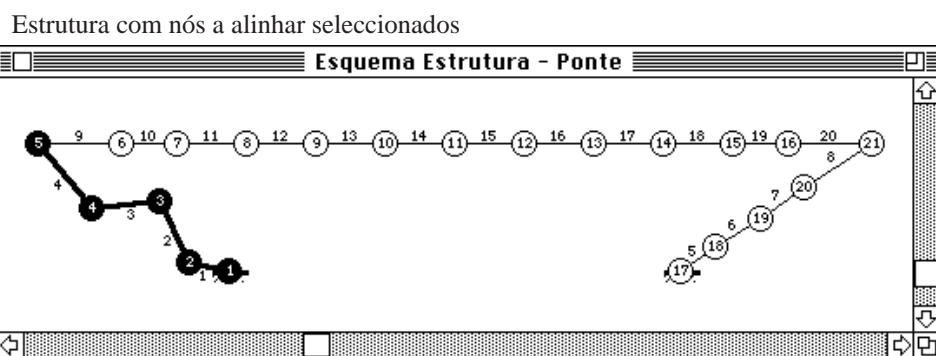 Estrutura com nós a alinhar seleccionados
Esquema Estrutura - Ponte
9 10 11 12 13 14 15 16 17 18 19 20
5 6 7 8 9 10 11 12 13 14 15 16 21
8
4
20
7
4 3 3
19
6
2
18
5
2 1
1
17